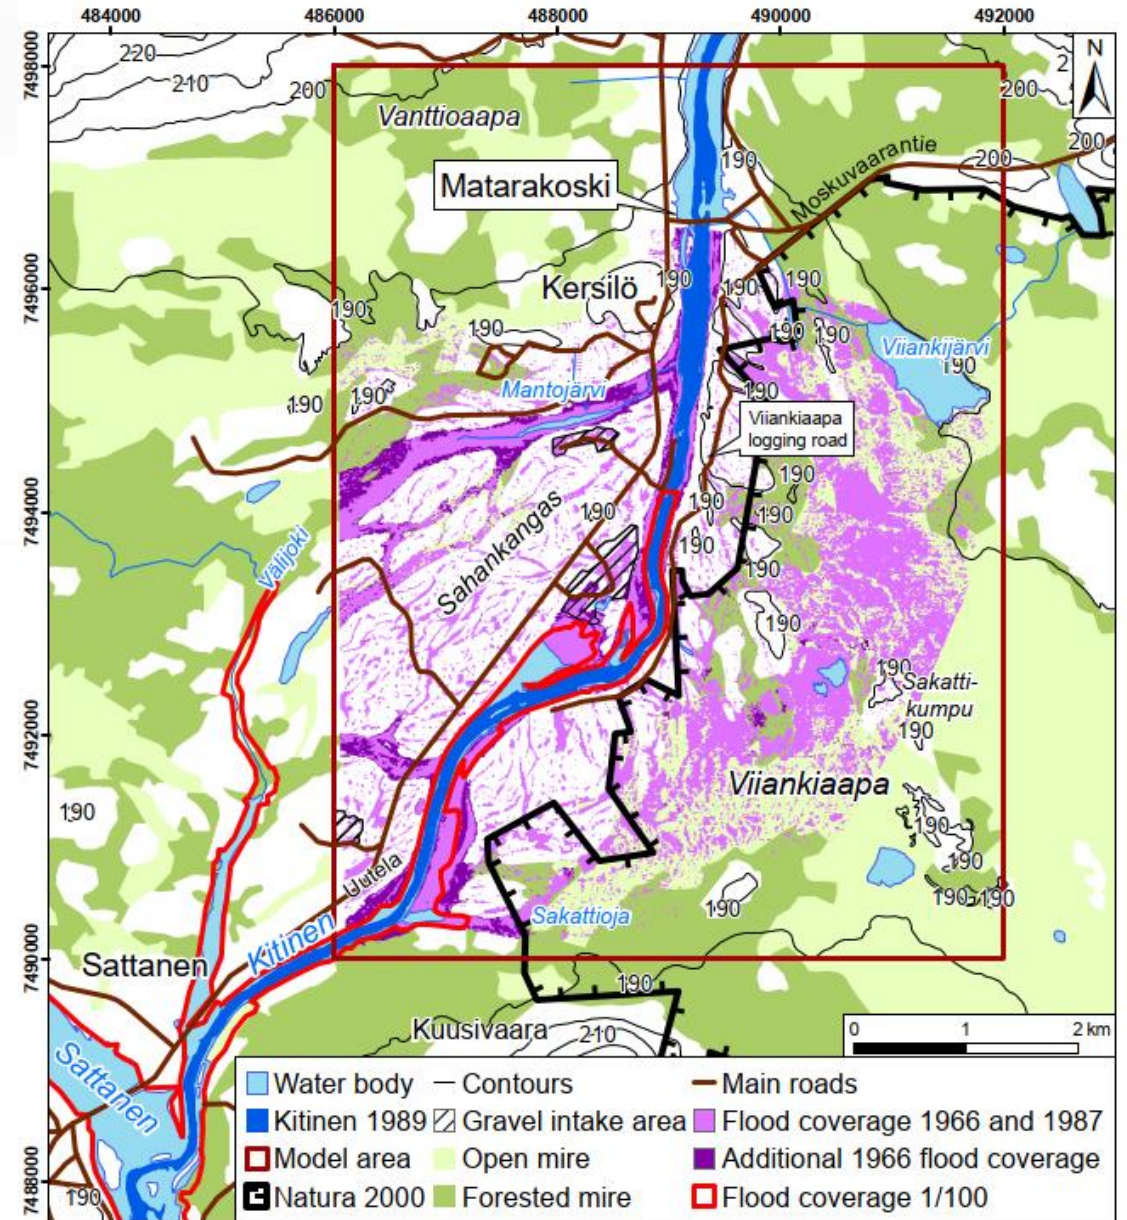 484000 486000 488000 490000 492000
7498000
7496000
7494000
7492000
7490000
7488000
N
220
210
200
Vanttioaapa
200
190
Moskuvaarantie
200
200
Matarakoski
Kersilö
190
190
190
190
190
190
190
Viiankijärvi
190
Mantojärvi
190
190
190
Viiankiaapa
logging road
190
190
190
190
Sahankangas
190
190
Välijoki
190
190
190
Sakatti-
kumpu
190
190
Viiankiaapa
190
190
Uutela
190
190
190
Sakattioja
Kitinen
Sattanen
190
Kuusivaara
210
Sattanen
190
0 1 2 km
Water body
Contours
Main roads
Kitinen 1989
Gravel intake area
Flood coverage 1966 and 1987
Model area
Open mire
Additional 1966 flood coverage
Natura 2000
Forested mire
Flood coverage 1/100